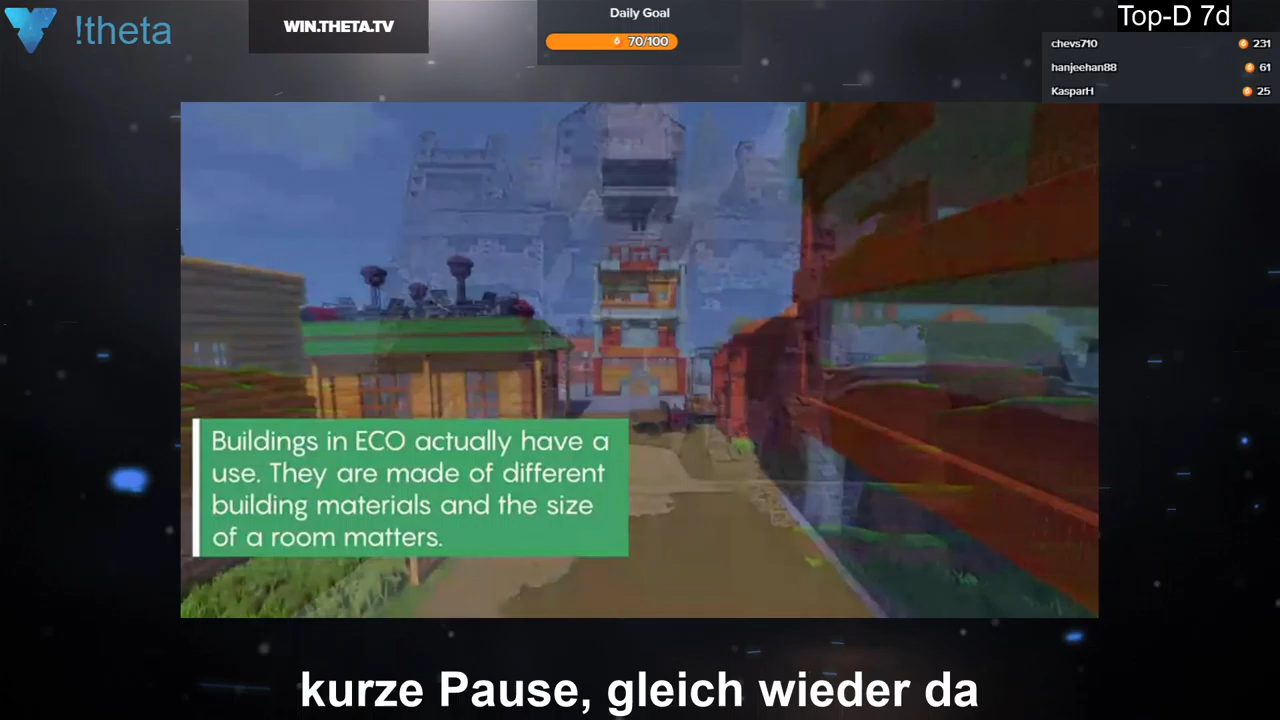 !theta
WIN.THETA.TV
Daily Goal
70/100
Top-D 7d
chevs710 231
hanjeehan88 61
KasparH 25
Buildings in ECO actually have a
use. They are made of different
building materials and the size
of a room matters.
kurze Pause, gleich wieder da